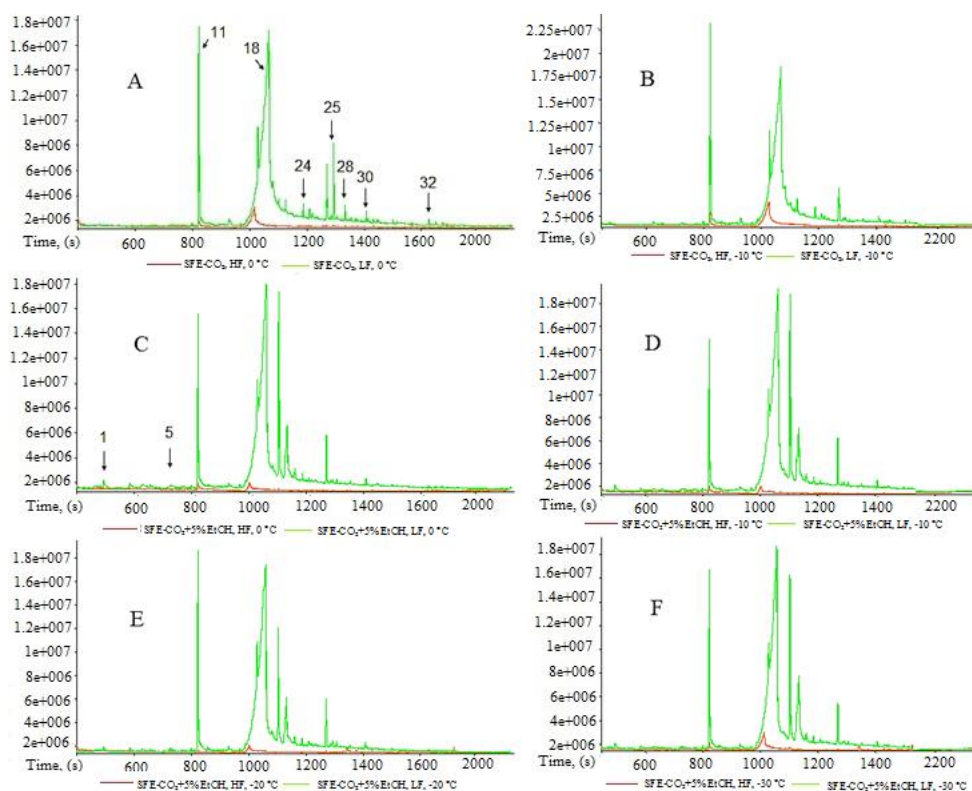 1.8e+007
1.6e+007
1.4e+007
1.2e+007
1e+007
8e+006
6e+006
4e+006
2e+006
A
11
18
24
25
28
30
32
Time, (s) 600 800 1000 1200 1400 1600 2000
SFE-CO₂, HF, 0 °C SFE-CO₂, LF, 0 °C
2.25e+007
2e+007
1.75e+007
1.5e+007
1.25e+007
1e+007
7.5e+006
5e+006
2.5e+006
B
Time, (s) 600 800 1000 1200 1400 2200
SFE-CO₂, HF, -10 °C SFE-CO₂, LF, -10 °C
1.8e+007
1.6e+007
1.4e+007
1.2e+007
1e+007
8e+006
6e+006
4e+006
2e+006
C
1
5
Time, (s) 600 800 1000 1200 1400 1600 2000
SFE-CO₂+5%EtOH, HF, 0 °C SFE-CO₂+5%EtOH, LF, 0 °C
1.8e+007
1.6e+007
1.4e+007
1.2e+007
1e+007
8e+006
6e+006
4e+006
2e+006
D
Time, (s) 600 800 1000 1200 1400 2200
SFE-CO₂+5%EtCH, HF, -10 °C SFE-CO₂+5%EtOH, LF, -10 °C
1.8e+007
1.6e+007
1.4e+007
1.2e+007
1e+007
8e+006
6e+006
4e+006
2e+006
E
Time, (s) 600 800 1000 1200 1400 1600 2000
SFE-CO₂+5%EtOH, HF, -20 °C SFE-CO₂+5%EtOH, LF, -20 °C
1.8e+007
1.6e+007
1.4e+007
1.2e+007
1e+007
8e+006
6e+006
4e+006
2e+006
F
Time, (s) 600 800 1000 1200 1400 2200
SFE-CO₂+5%EtOH, HF, -30 °C SFE-CO₂+5%EtOH, LF, -30 °C